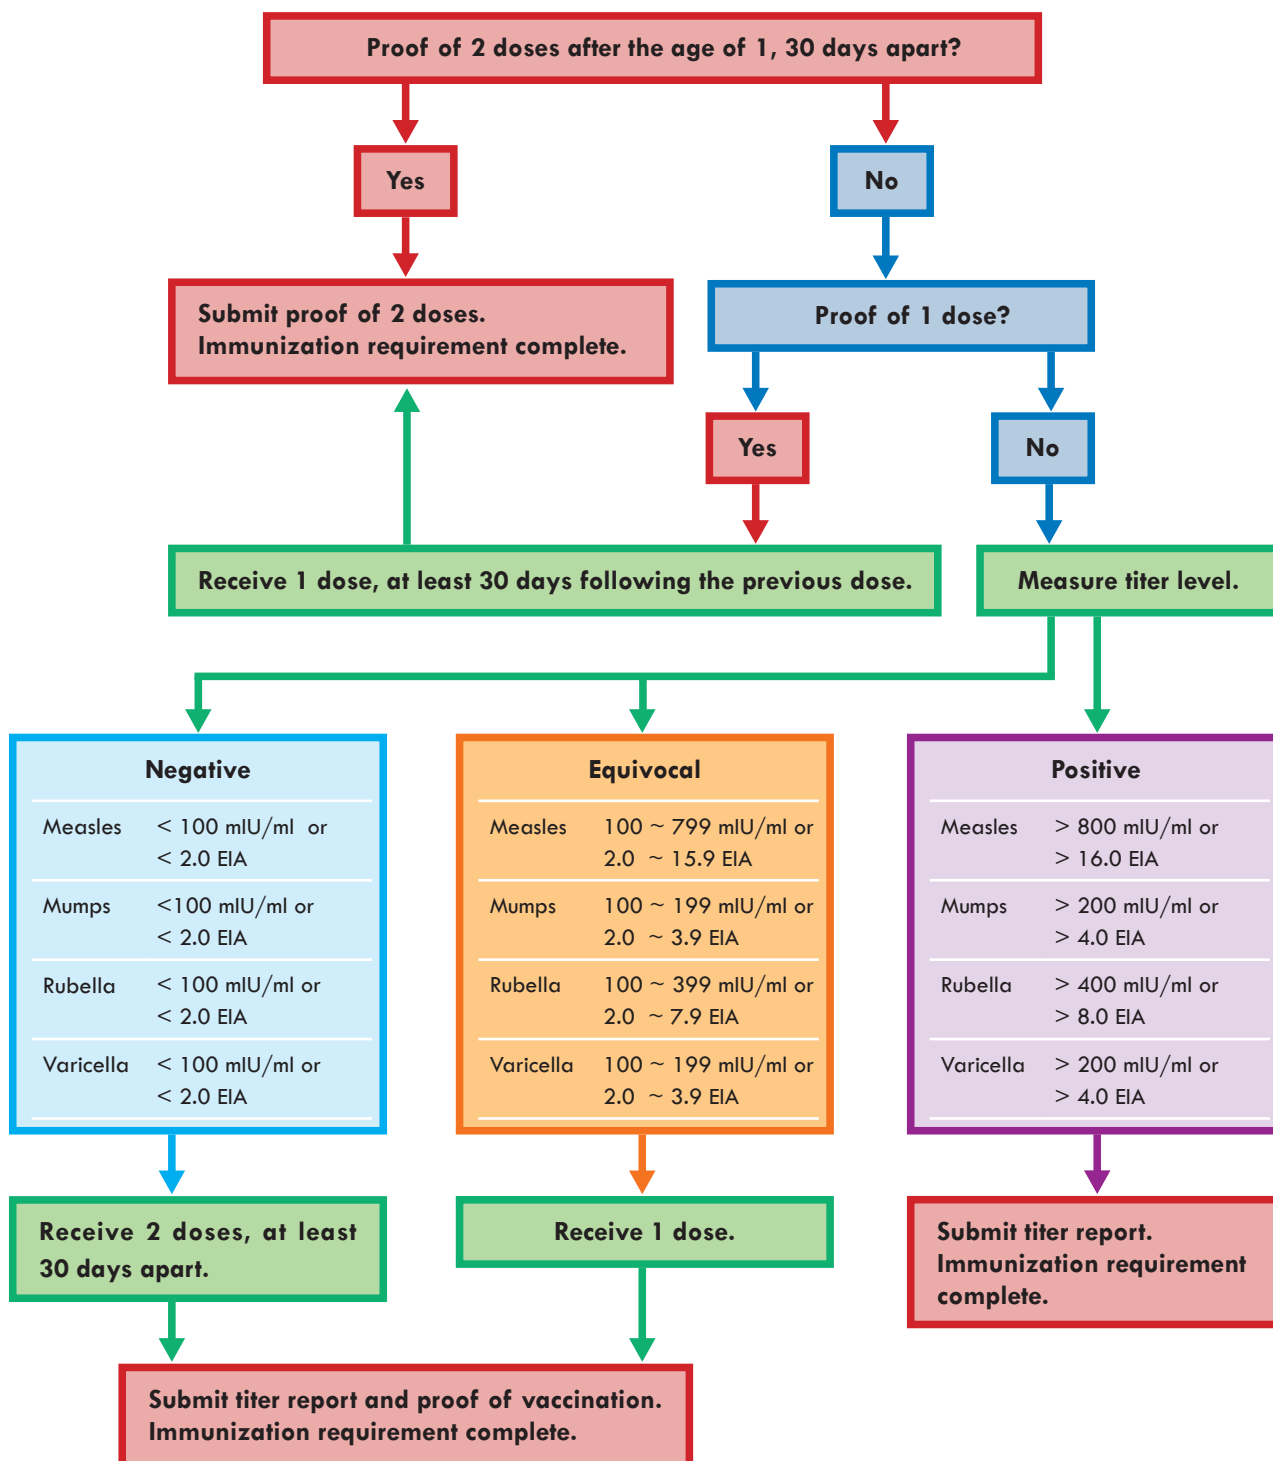 Proof of 2 doses after the age of 1, 30 days apart?
Yes
No
Submit proof of 2 doses.
Immunization requirement complete.
Proof of 1 dose?
Yes
No
Receive 1 dose, at least 30 days following the previous dose.
Measure titer level.
Negative
Measles < 100 mIU/ml or
< 2.0 EIA
Mumps <100 mIU/ml or
< 2.0 EIA
Rubella < 100 mIU/ml or
< 2.0 EIA
Varicella < 100 mIU/ml or
< 2.0 EIA
Equivocal
Measles 100 ~ 799 mIU/ml or
2.0 ~ 15.9 EIA
Mumps 100 ~ 199 mIU/ml or
2.0 ~ 3.9 EIA
Rubella 100 ~ 399 mIU/ml or
2.0 ~ 7.9 EIA
Varicella 100 ~ 199 mIU/ml or
2.0 ~ 3.9 EIA
Positive
Measles > 800 mIU/ml or
> 16.0 EIA
Mumps > 200 mIU/ml or
> 4.0 EIA
Rubella > 400 mIU/ml or
> 8.0 EIA
Varicella > 200 mIU/ml or
> 4.0 EIA
Receive 2 doses, at least
30 days apart.
Receive 1 dose.
Submit titer report.
Immunization requirement
complete.
Submit titer report and proof of vaccination.
Immunization requirement complete.